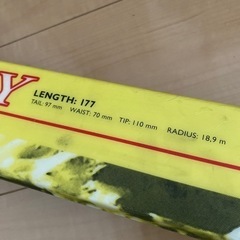 Y
LENGTH: 177
TAIL: 97 mm WAIST: 70 mm TIP: 110 mm RADIUS: 18,9 m